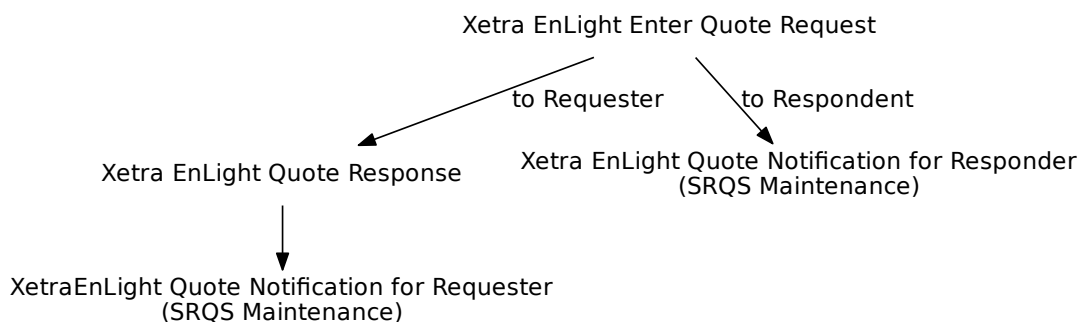 Xetra EnLight Enter Quote Request
to Requester
to Respondent
Xetra EnLight Quote Response
Xetra EnLight Quote Notification for Responder
(SRQS Maintenance)
XetraEnLight Quote Notification for Requester
(SRQS Maintenance)